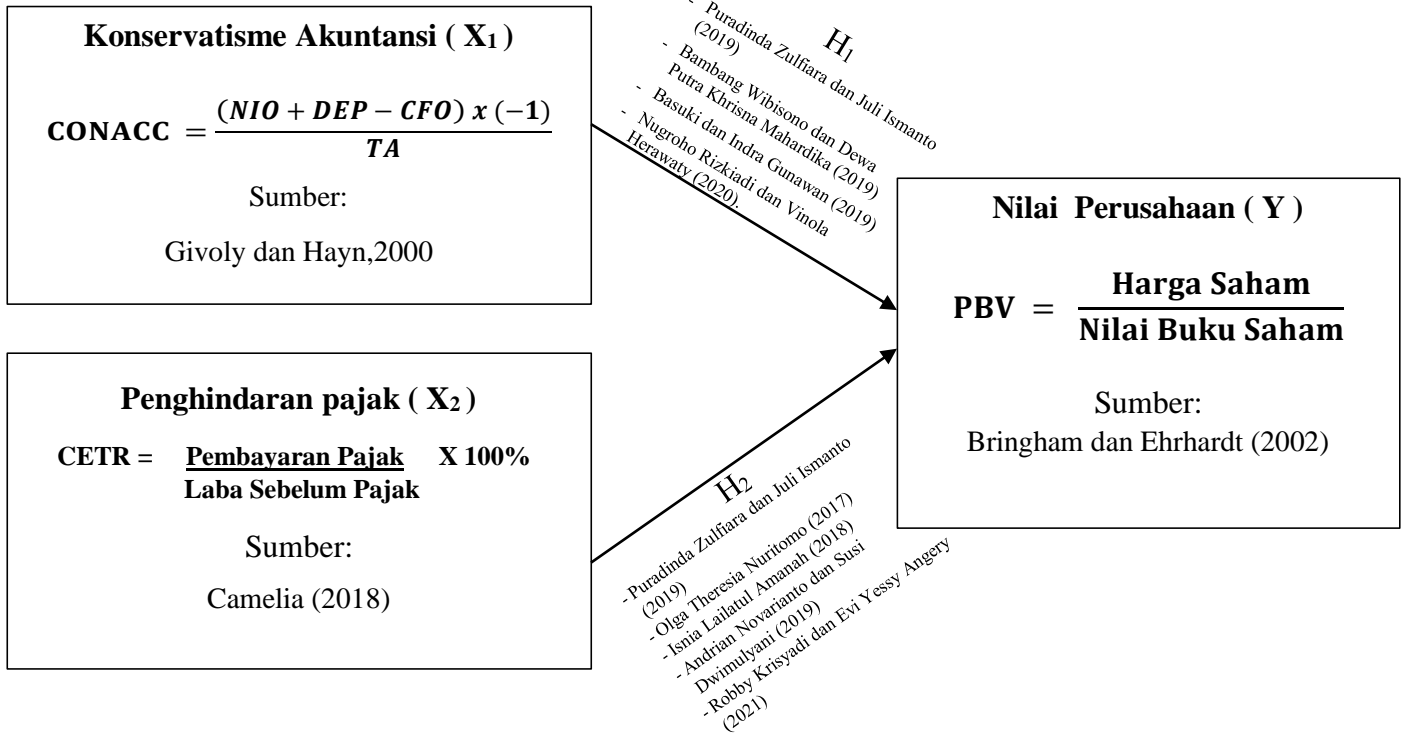 Konservatisme Akuntansi ( X₁ )
CONACC = (NIO + DEP − CFO) x (−1)
TA
Sumber:
Givoly dan Hayn,2000
- Puradinda Zulfiara dan Juli Ismanto
(2019)
- Bambang Wibisono dan Dewa
Putra Khrisna Mahardika (2019)
- Basuki dan Indra Gunawan (2019)
- Nugroho Rizkiadi dan Vinola
Herawaty (2020).
H₁
Nilai Perusahaan ( Y )
PBV = Harga Saham
Nilai Buku Saham
Sumber:
Bringham dan Ehrhardt (2002)
Penghindaran pajak ( X₂ )
CETR = Pembayaran Pajak X 100%
Laba Sebelum Pajak
Sumber:
Camelia (2018)
H₂
-Puradinda Zulfiara dan Juli Ismanto
(2019)
- Olga Theresia Nuritomo (2017)
- Isnia Lailatul Amanah (2018)
- Andrian Novarianto dan Susi
Dwimulyani (2019)
-Robby Krisyadi dan Evi Yessy Angery
(2021)